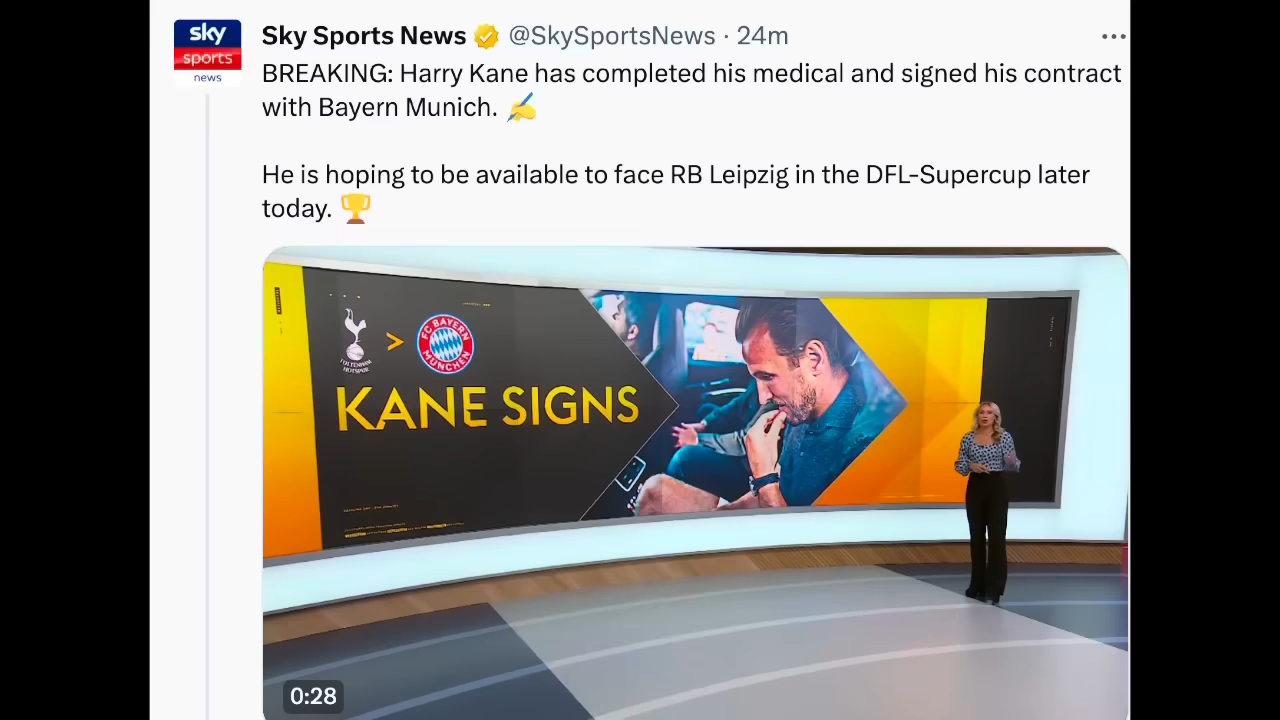 sky
sports
news
Sky Sports News @SkySportsNews · 24m
BREAKING: Harry Kane has completed his medical and signed his contract
with Bayern Munich. ✍️
He is hoping to be available to face RB Leipzig in the DFL-Supercup later
today. 🏆
TOTTENHAM
HOTSPUR
>
FC BAYERN
MÜNCHEN
KANE SIGNS
0:28